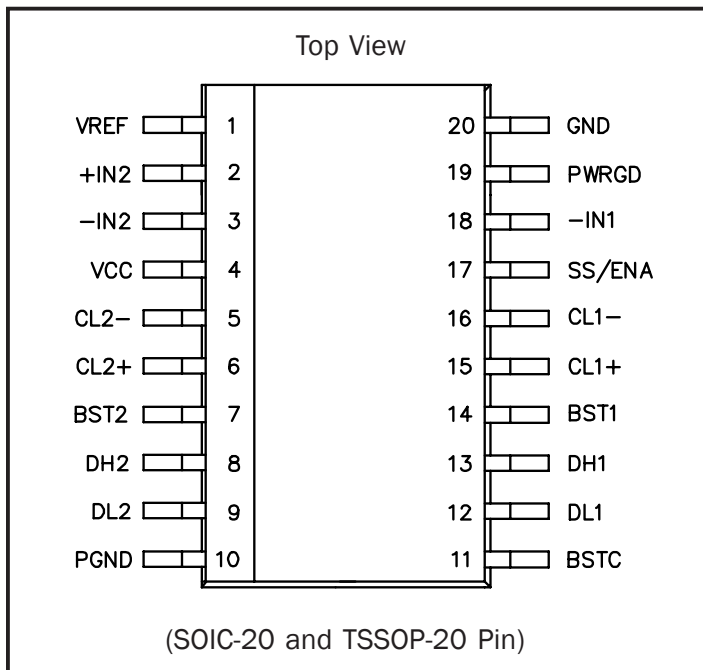 Top View
VREF 1 20 GND
+IN2 2 19 PWRGD
−IN2 3 18 −IN1
VCC 4 17 SS/ENA
CL2− 5 16 CL1−
CL2+ 6 15 CL1+
BST2 7 14 BST1
DH2 8 13 DH1
DL2 9 12 DL1
PGND 10 11 BSTC
(SOIC-20 and TSSOP-20 Pin)